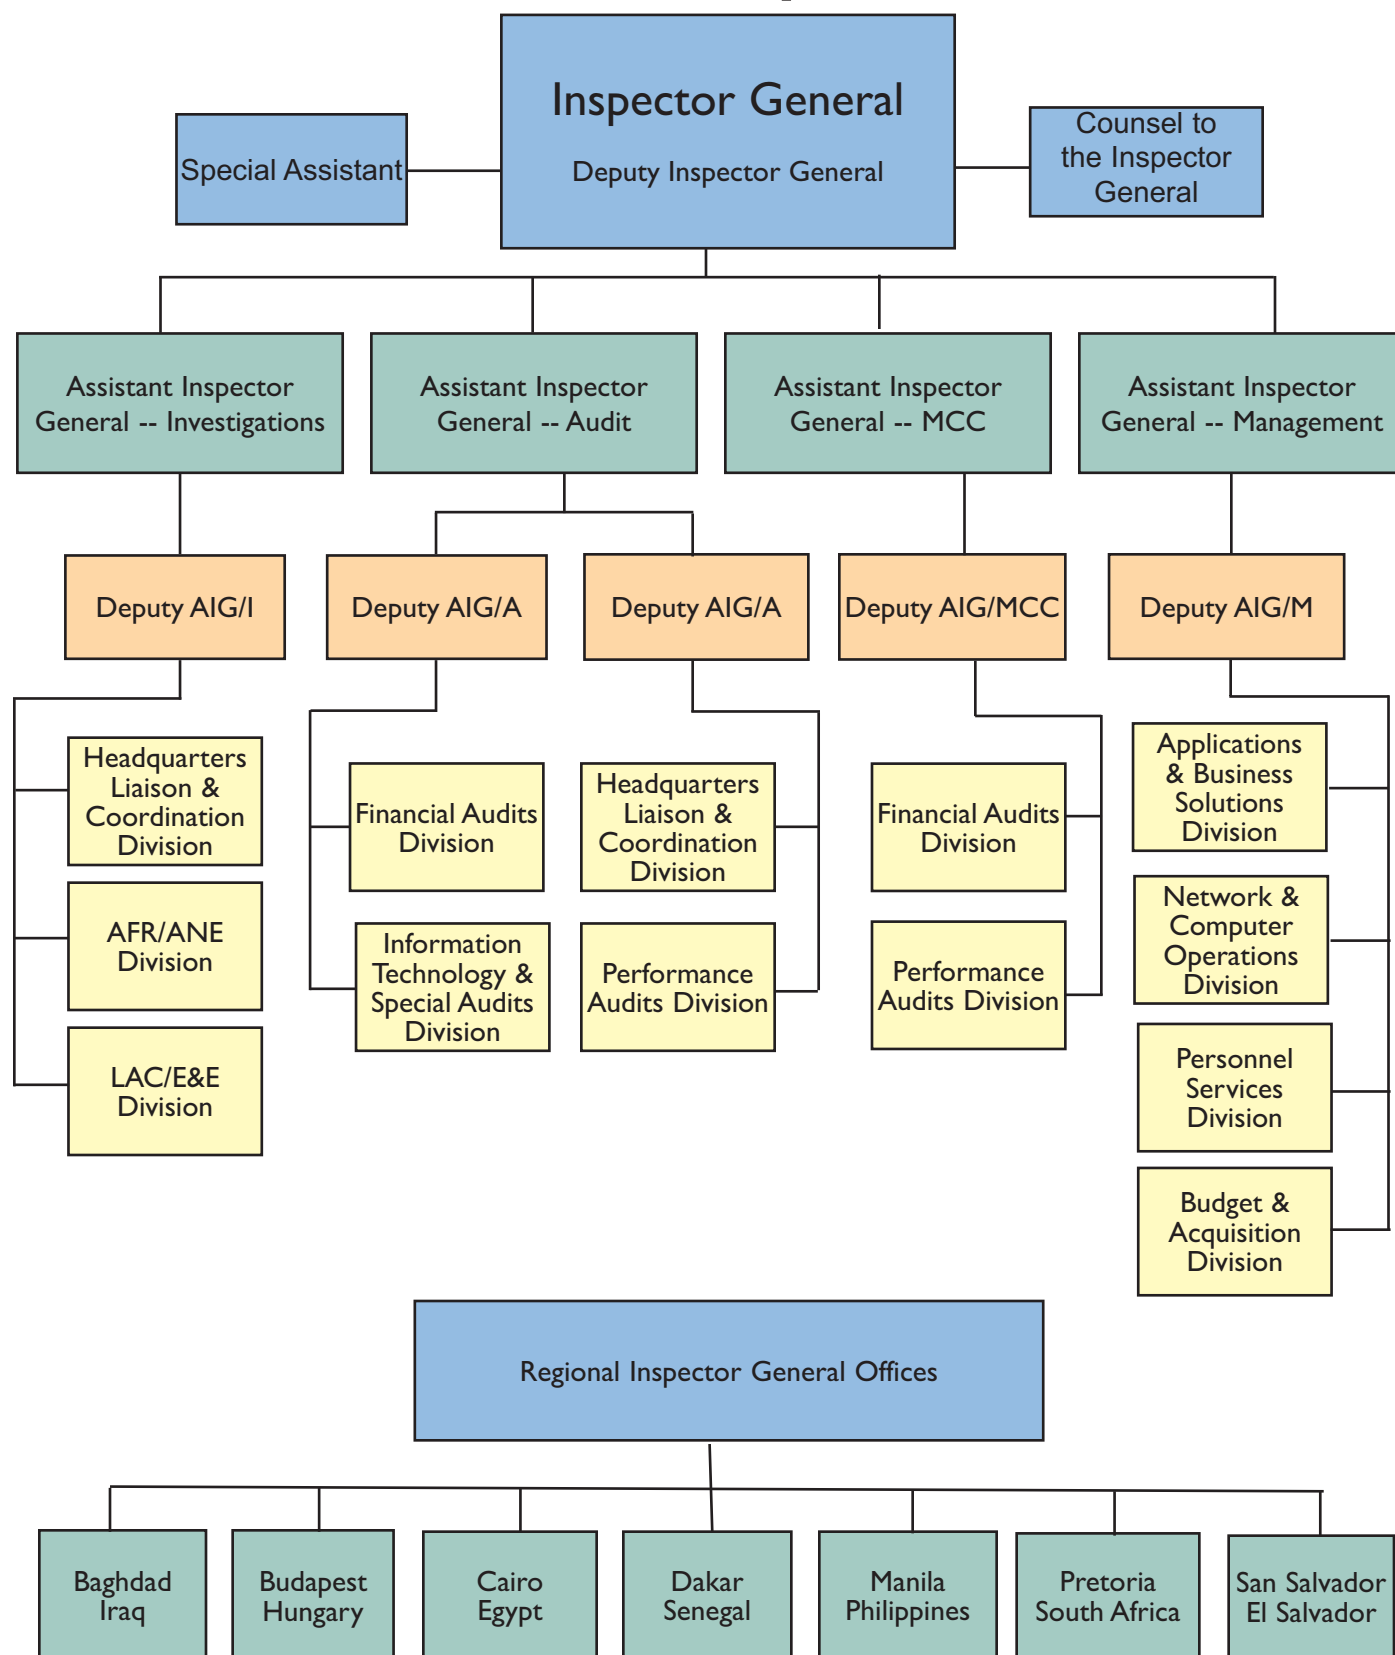 Inspector General
Deputy Inspector General
Special Assistant
Counsel to
the Inspector
General
Assistant Inspector
General -- Investigations
Assistant Inspector
General -- Audit
Assistant Inspector
General -- MCC
Assistant Inspector
General -- Management
Deputy AIG/I
Deputy AIG/A
Deputy AIG/A
Deputy AIG/MCC
Deputy AIG/M
Headquarters
Liaison &
Coordination
Division
AFR/ANE
Division
LAC/E&E
Division
Financial Audits
Division
Information
Technology &
Special Audits
Division
Headquarters
Liaison &
Coordination
Division
Performance
Audits Division
Financial Audits
Division
Performance
Audits Division
Applications
& Business
Solutions
Division
Network &
Computer
Operations
Division
Personnel
Services
Division
Budget &
Acquisition
Division
Regional Inspector General Offices
Baghdad
Iraq
Budapest
Hungary
Cairo
Egypt
Dakar
Senegal
Manila
Philippines
Pretoria
South Africa
San Salvador
El Salvador